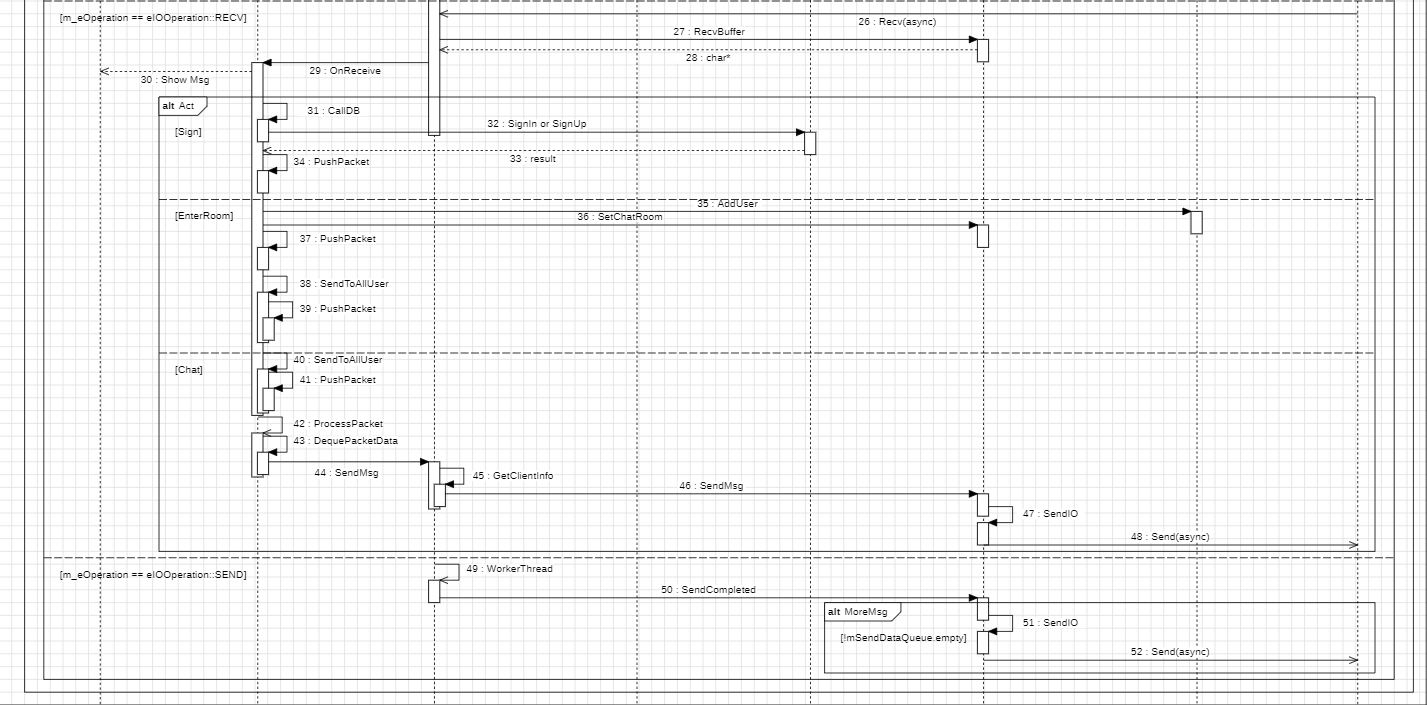 [m_eOperation == eIOOperation::RECV]
26 : Recv(async)
27 : RecvBuffer
28 : char*
29 : OnReceive
30 : Show Msg
alt Act
31 : CallDB
[Sign]
32 : SignIn or SignUp
33 : result
34 : PushPacket
35 : AddUser
[EnterRoom]
36 : SetChatRoom
37 : PushPacket
38 : SendToAllUser
39 : PushPacket
40 : SendToAllUser
[Chat]
41 : PushPacket
42 : ProcessPacket
43 : DequePacketData
44 : SendMsg
45 : GetClientInfo
46 : SendMsg
47 : SendIO
48 : Send(async)
[m_eOperation == eIOOperation::SEND]
49 : WorkerThread
50 : SendCompleted
alt MoreMsg
51 : SendIO
[!mSendDataQueue.empty]
52 : Send(async)